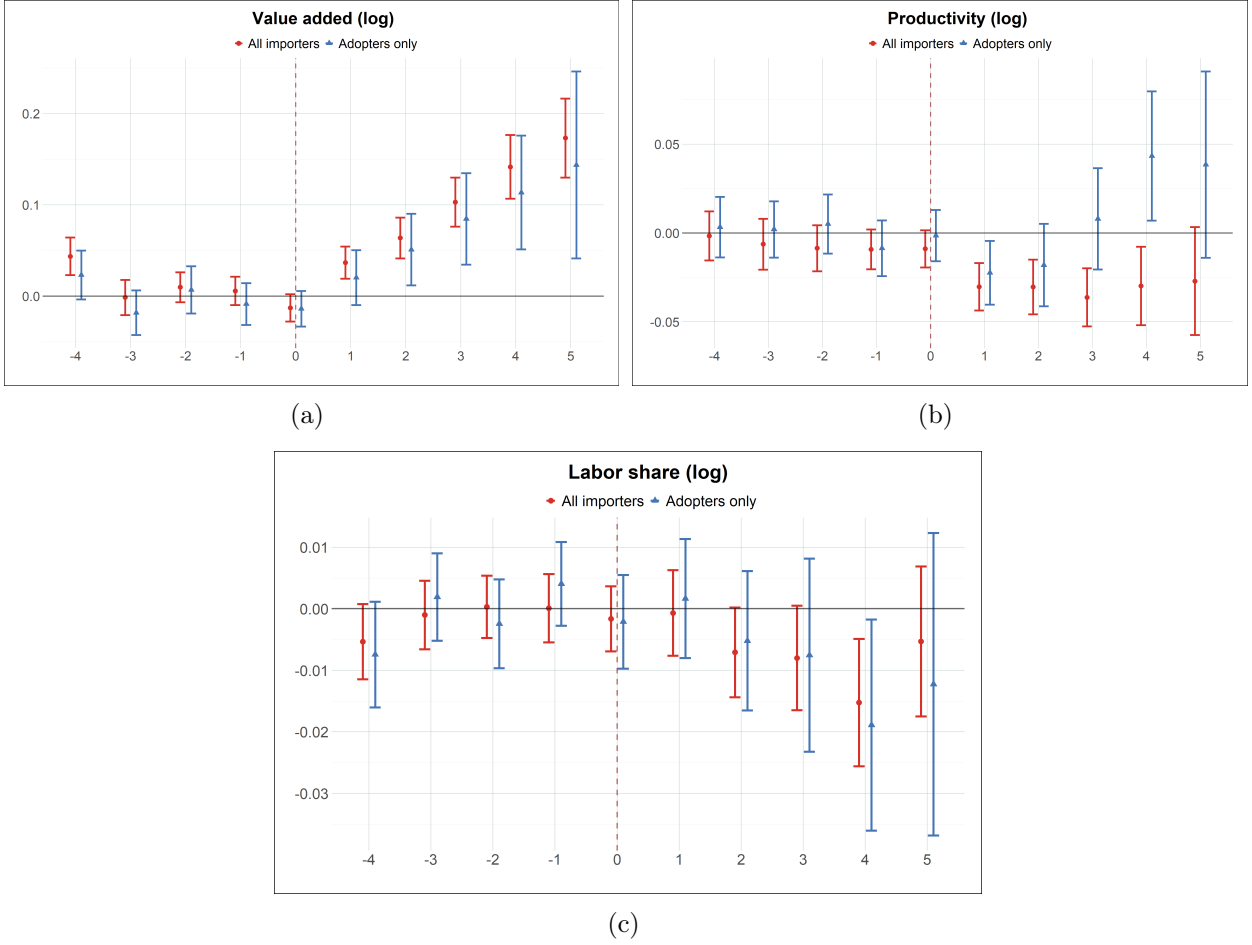 Value added (log)
All importers Adopters only
0.2
0.1
0.0
-4 -3 -2 -1 0 1 2 3 4 5
(a)
Productivity (log)
All importers Adopters only
0.05
0.00
-0.05
-4 -3 -2 -1 0 1 2 3 4 5
(b)
Labor share (log)
All importers Adopters only
0.01
0.00
-0.01
-0.02
-0.03
-4 -3 -2 -1 0 1 2 3 4 5
(c)